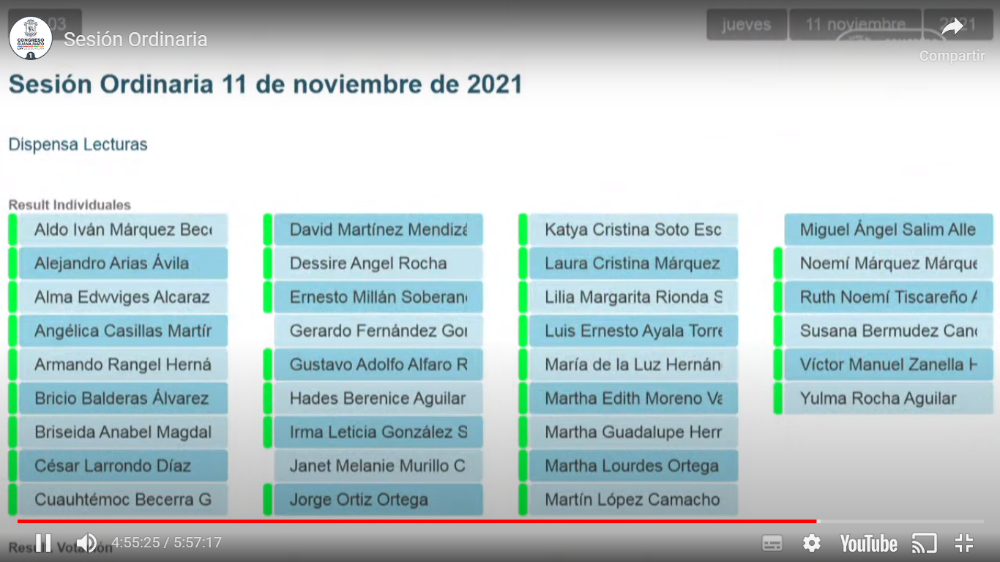 03
jueves
11 noviembre
2021
CONGRESO
GUANAJUATO
LXV LEGISLATURA
1
Sesión Ordinaria
Compartir
Sesión Ordinaria 11 de noviembre de 2021
Dispensa Lecturas
Result Individuales
Aldo Iván Márquez Bece
Alejandro Arias Ávila
Alma Edwviges Alcaraz
Angélica Casillas Martír
Armando Rangel Herná
Bricio Balderas Álvarez
Briseida Anabel Magdal
César Larrondo Díaz
Cuauhtémoc Becerra G
David Martínez Mendizá
Dessire Angel Rocha
Ernesto Millán Soberan
Gerardo Fernández Gor
Gustavo Adolfo Alfaro R
Hades Berenice Aguilar
Irma Leticia González S
Janet Melanie Murillo C
Jorge Ortiz Ortega
Katya Cristina Soto Esc
Laura Cristina Márquez
Lilia Margarita Rionda S
Luis Ernesto Ayala Torre
María de la Luz Hernán
Martha Edith Moreno Va
Martha Guadalupe Herr
Martha Lourdes Ortega
Martín López Camacho
Miguel Ángel Salim Alle
Noemí Márquez Márque
Ruth Noemí Tiscareño A
Susana Bermudez Can
Víctor Manuel Zanella H
Yulma Rocha Aguilar
Result. Votación
4:55:25 / 5:57:17
YouTube